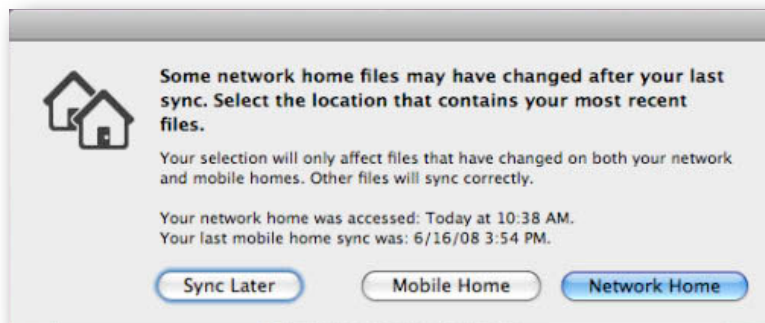 Some network home files may have changed after your last
sync. Select the location that contains your most recent
files.
Your selection will only affect files that have changed on both your network
and mobile homes. Other files will sync correctly.
Your network home was accessed: Today at 10:38 AM.
Your last mobile home sync was: 6/16/08 3:54 PM.
Sync Later Mobile Home Network Home